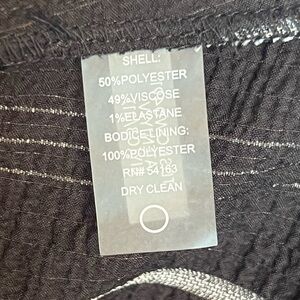 SHELL:
50%POLYESTER
49%VISCOSE
1%ELASTANE
BODICE LINING:
100%POLYESTER
RN# 54163
DRY CLEAN